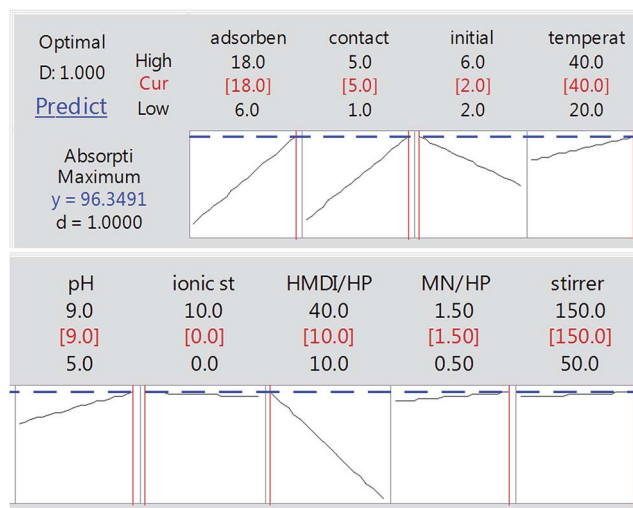 Optimal
D: 1.000
Predict
High
Cur
Low
adsorben
18.0
[18.0]
6.0
contact
5.0
[5.0]
1.0
initial
6.0
[2.0]
2.0
temperat
40.0
[40.0]
20.0
Absorpti
Maximum
y = 96.3491
d = 1.0000
pH
9.0
[9.0]
5.0
ionic st
10.0
[0.0]
0.0
HMDI/HP
40.0
[10.0]
10.0
MN/HP
1.50
[1.50]
0.50
stirrer
150.0
[150.0]
50.0